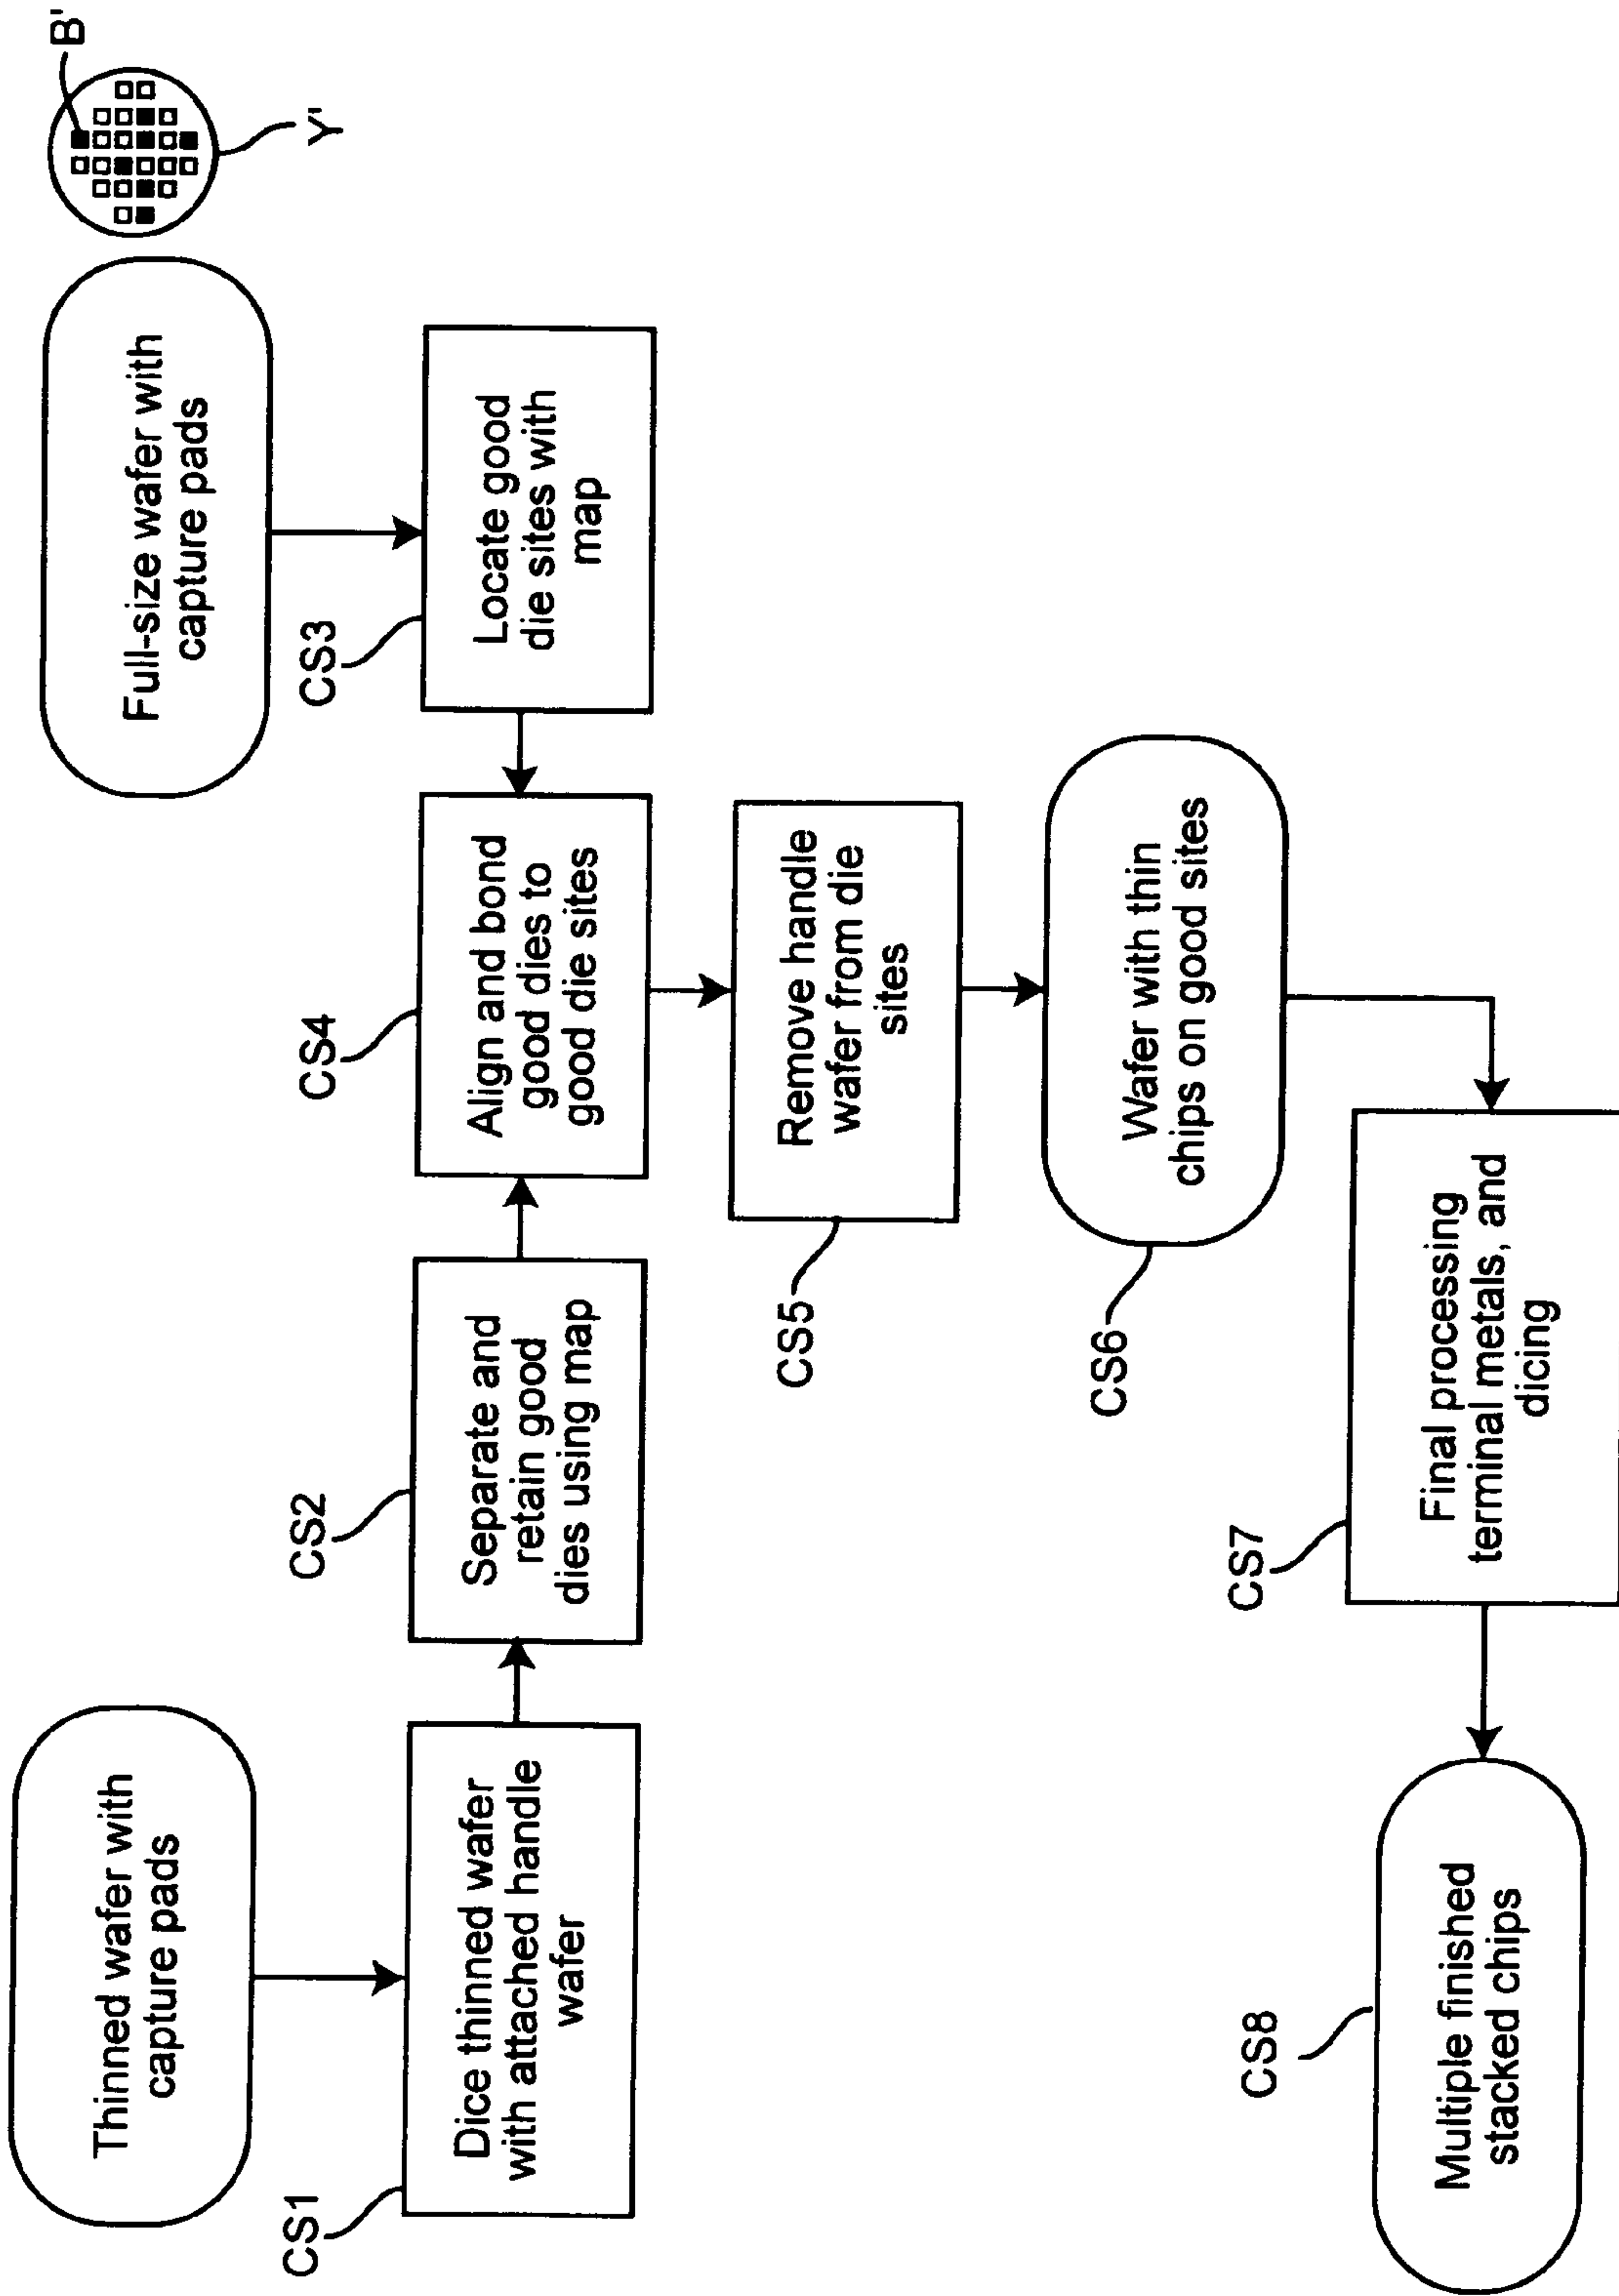 Thinned wafer with
capture pads
Full-size wafer with
capture pads
B'
Y'
CS1
Dice thinned wafer
with attached handle
wafer
CS2
Separate and
retain good
dies using map
CS4
Align and bond
good dies to
good die sites
CS3
Locate good
die sites with
map
CS5
Remove handle
wafer from die
sites
CS6
Wafer with thin
chips on good sites
CS7
Final processing
terminal metals, and
dicing
CS8
Multiple finished
stacked chips